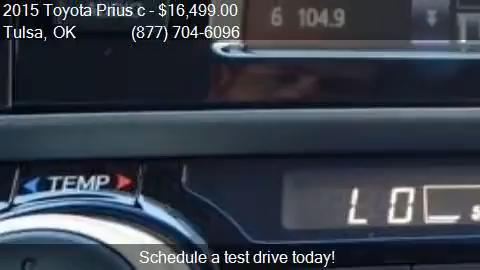 2015 Toyota Prius c - $16,499.00
Tulsa, OK (877) 704-6096
6 104.9
TEMP
LO
Schedule a test drive today!